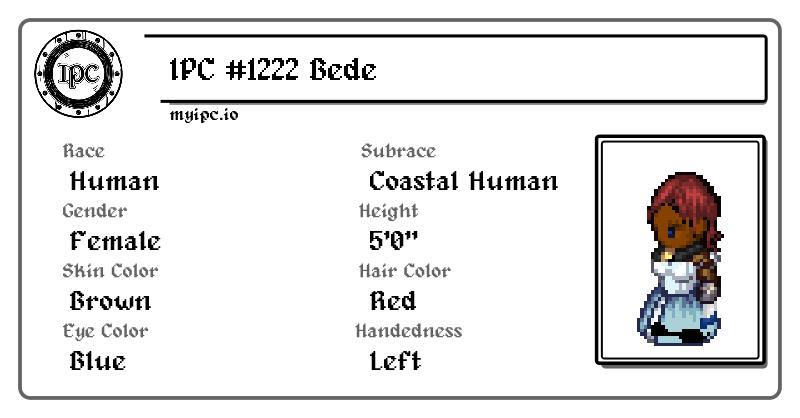 IPC
IPC #1222 Bede
myipc.io
Race
Human
Subrace
Coastal Human
Gender
Female
Height
5'0"
Skin Color
Brown
Hair Color
Red
Eye Color
Blue
Handedness
Left